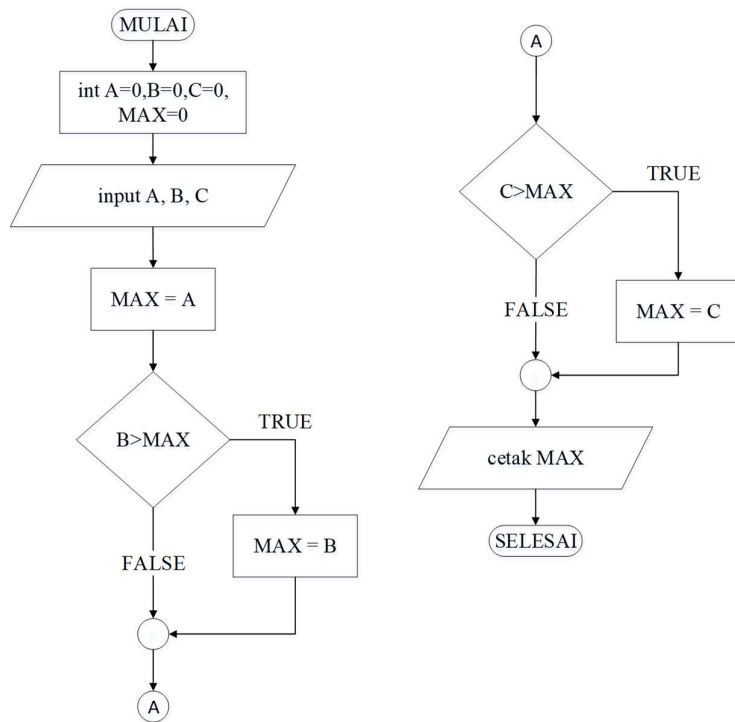 MULAI
int A=0,B=0,C=0,
MAX=0
input A, B, C
MAX = A
B>MAX
TRUE
MAX = B
FALSE
A
A
C>MAX
TRUE
MAX = C
FALSE
cetak MAX
SELESAI